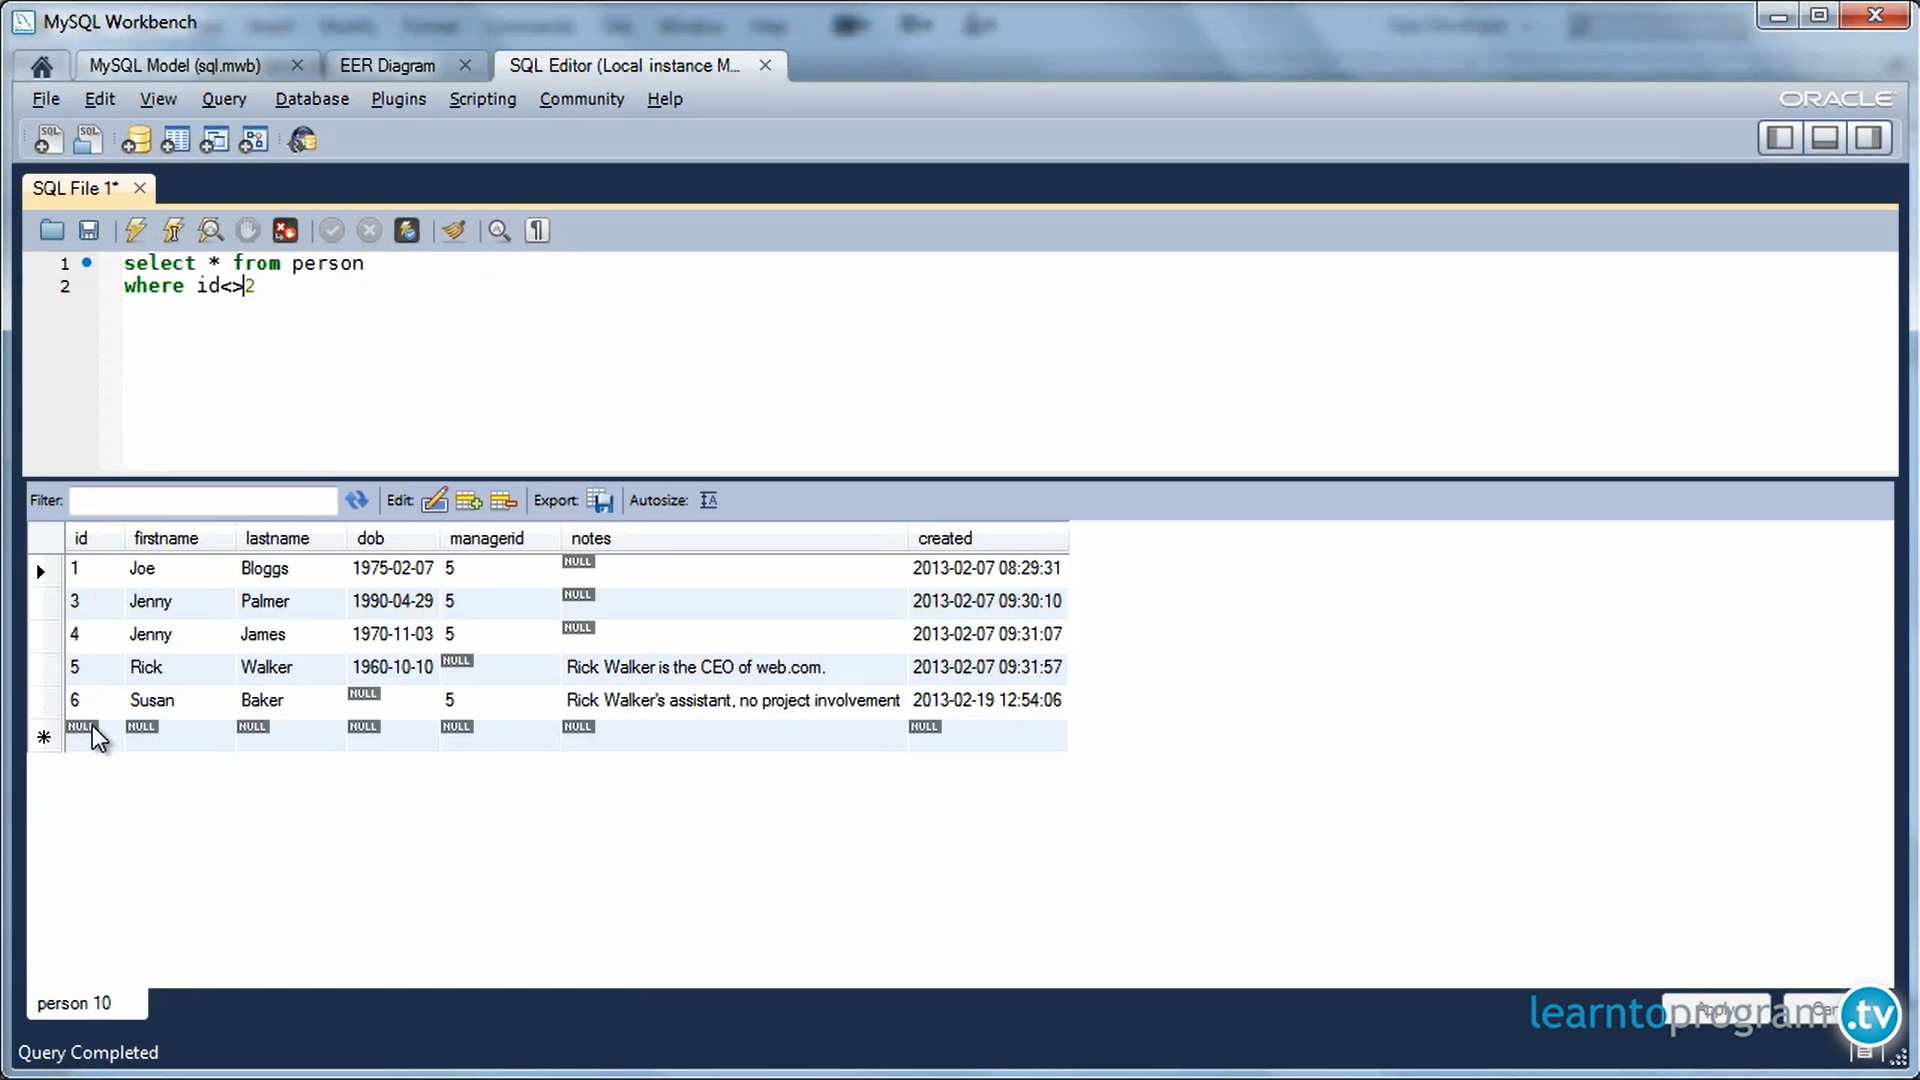 MySQL Workbench
MySQL Model (sql.mwb) EER Diagram SQL Editor (Local instance M...
File Edit View Query Database Plugins Scripting Community Help
ORACLE
SQL SQL
SQL File 1*
1 select * from person
2 where id<>2
Filter: Edit: Export: Autosize:
id firstname lastname dob managerid notes created
1 Joe Bloggs 1975-02-07 5 NULL 2013-02-07 08:29:31
3 Jenny Palmer 1990-04-29 5 NULL 2013-02-07 09:30:10
4 Jenny James 1970-11-03 5 NULL 2013-02-07 09:31:07
5 Rick Walker 1960-10-10 NULL Rick Walker is the CEO of web.com. 2013-02-07 09:31:57
6 Susan Baker NULL 5 Rick Walker's assistant, no project involvement 2013-02-19 12:54:06
NULL NULL NULL NULL NULL NULL NULL
person 10
Apply
learntoprogram.tv
Query Completed